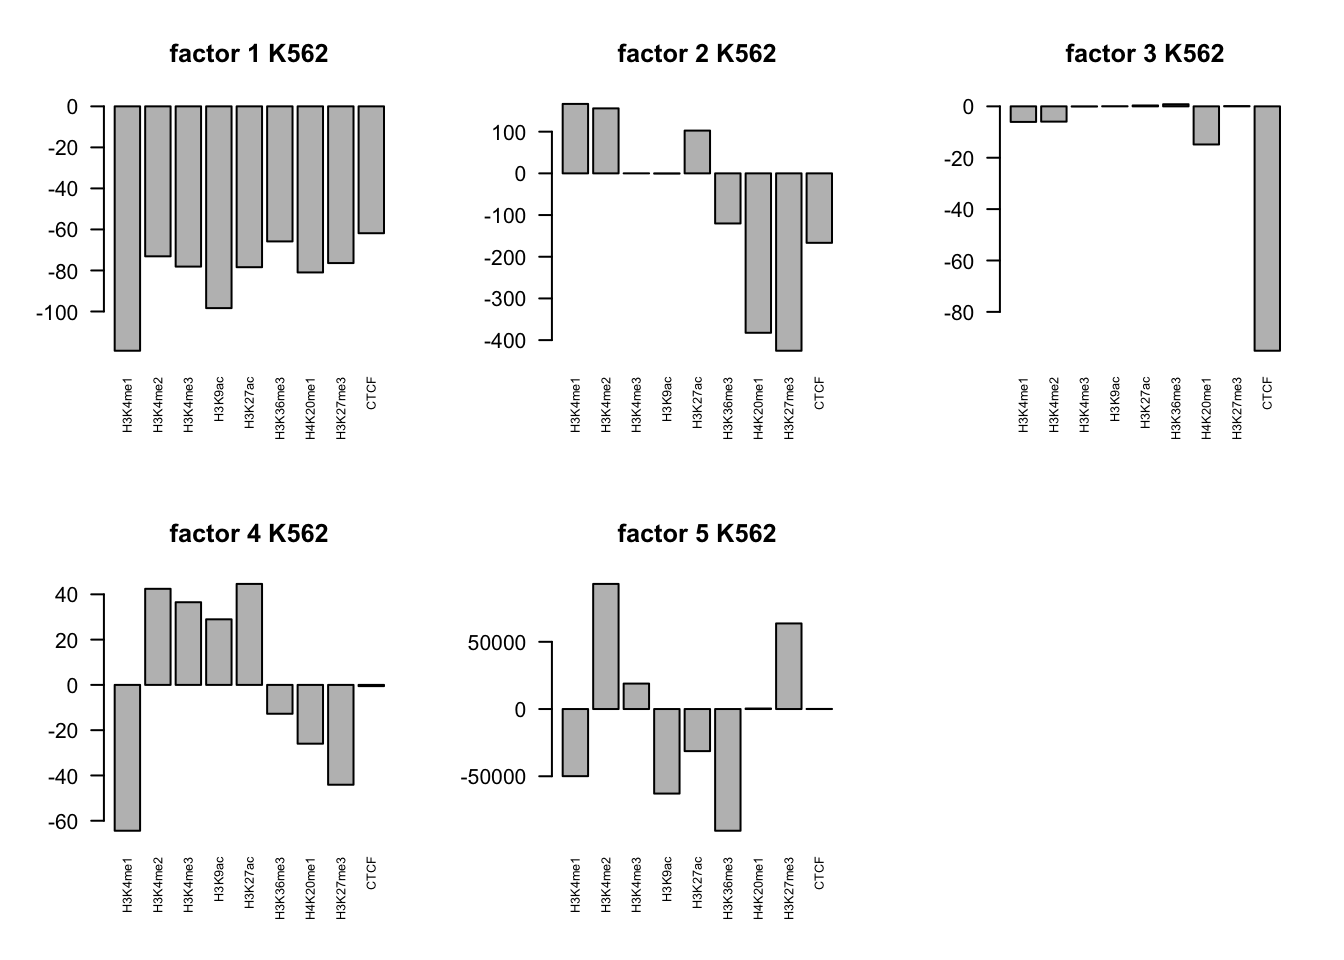 factor 1 K562
0
-20
-40
-60
-80
-100
H3K4me1
H3K4me2
H3K4me3
H3K9ac
H3K27ac
H3K36me3
H4K20me1
H3K27me3
CTCF
factor 2 K562
100
0
-100
-200
-300
-400
H3K4me1
H3K4me2
H3K4me3
H3K9ac
H3K27ac
H3K36me3
H4K20me1
H3K27me3
CTCF
factor 3 K562
0
-20
-40
-60
-80
H3K4me1
H3K4me2
H3K4me3
H3K9ac
H3K27ac
H3K36me3
H4K20me1
H3K27me3
CTCF
factor 4 K562
40
20
0
-20
-40
-60
H3K4me1
H3K4me2
H3K4me3
H3K9ac
H3K27ac
H3K36me3
H4K20me1
H3K27me3
CTCF
factor 5 K562
50000
0
-50000
H3K4me1
H3K4me2
H3K4me3
H3K9ac
H3K27ac
H3K36me3
H4K20me1
H3K27me3
CTCF